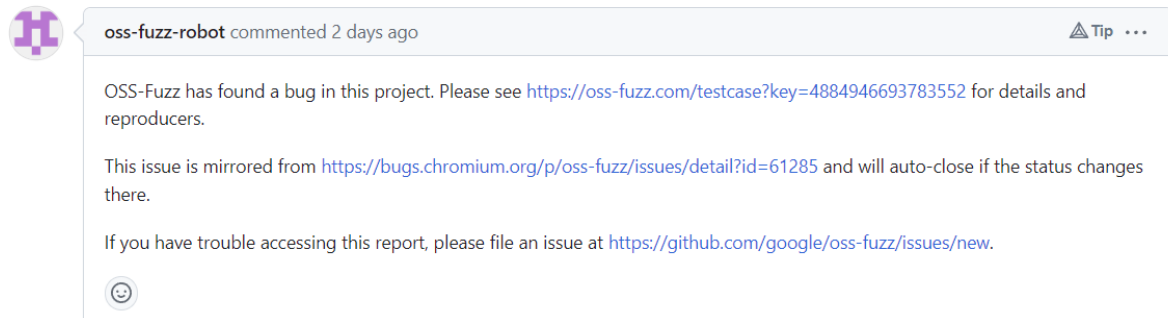 oss-fuzz-robot commented 2 days ago
Tip ...
OSS-Fuzz has found a bug in this project. Please see https://oss-fuzz.com/testcase?key=4884946693783552 for details and
reproducers.
This issue is mirrored from https://bugs.chromium.org/p/oss-fuzz/issues/detail?id=61285 and will auto-close if the status changes
there.
If you have trouble accessing this report, please file an issue at https://github.com/google/oss-fuzz/issues/new.